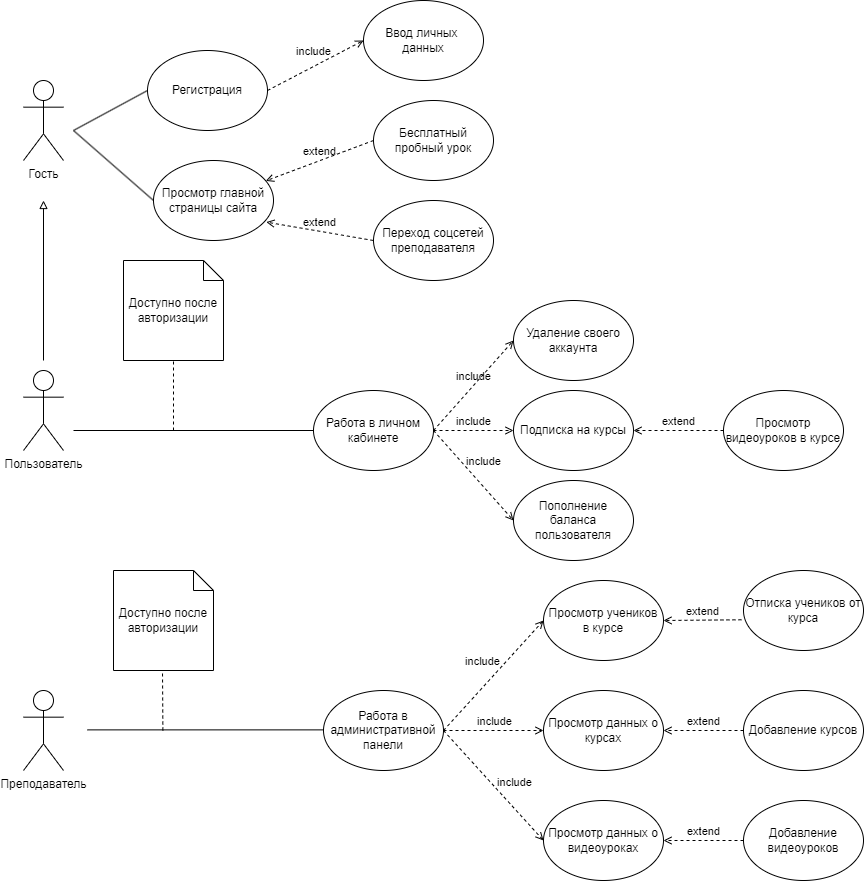 Ввод личных
данных
include
Регистрация
Бесплатный
пробный урок
extend
Гость
Просмотр главной
страницы сайта
extend
Переход соцсетей
преподавателя
Доступно после
авторизации
Удаление своего
аккаунта
include
Пользователь
Работа в личном
кабинете
include
Подписка на курсы
extend
Просмотр
видеоуроков в курсе
include
Пополнение
баланса
пользователя
Доступно после
авторизации
Просмотр учеников
в курсе
extend
Отписка учеников от
курса
include
Преподаватель
Работа в
административной
панели
include
Просмотр данных о
курсах
extend
Добавление курсов
include
Просмотр данных о
видеоуроках
extend
Добавление
видеоуроков